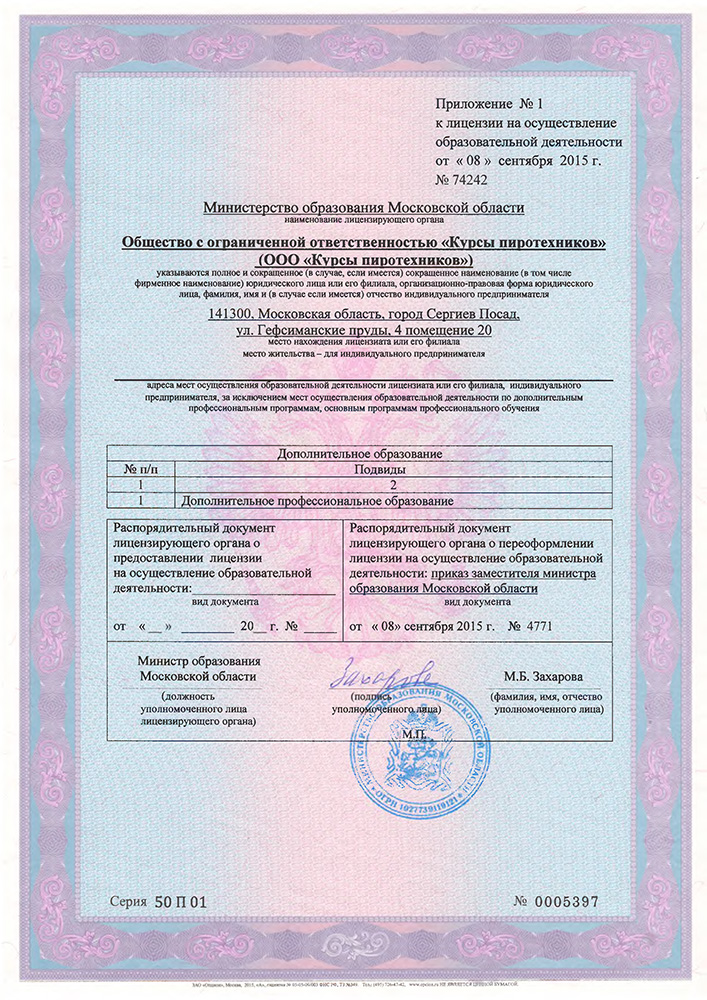 Приложение № 1
к лицензии на осуществление
образовательной деятельности
от « 08 » сентября 2015 г.
№ 74242
Министерство образования Московской области
наименование лицензирующего органа
Общество с ограниченной ответственностью «Курсы пиротехников»
(ООО «Курсы пиротехников»)
указываются полное и сокращенное (в случае, если имеется) сокращенное наименование (в том числе
фирменное наименование) юридического лица или его филиала, организационно-правовая форма юридического
лица, фамилия, имя и (в случае если имеется) отчество индивидуального предпринимателя
141300, Московская область, город Сергиев Посад,
ул. Гефсиманские пруды, 4 помещение 20
место нахождения лицензиата или его филиала
место жительства – для индивидуального предпринимателя
адреса мест осуществления образовательной деятельности лицензиата или его филиала, индивидуального
предпринимателя, за исключением мест осуществления образовательной деятельности по дополнительным
профессиональным программам, основным программам профессионального обучения
Дополнительное образование
№ п/п Подвиды
1 2
1 Дополнительное профессиональное образование
Распорядительный документ
лицензирующего органа о
предоставлении лицензии
на осуществление образовательной
деятельности:
вид документа
от « __ » ________ 20__ г. № _____
Распорядительный документ
лицензирующего органа о переоформлении
лицензии на осуществление образовательной
деятельности: приказ заместителя министра
образования Московской области
вид документа
от « 08» сентября 2015 г. № 4771
Министр образования
Московской области
(должность
уполномоченного лица
лицензирующего органа)
Захарова
(подпись
уполномоченного лица)
М.П.
М.Б. Захарова
(фамилия, имя, отчество
уполномоченного лица)
МИНИСТЕРСТВО ОБРАЗОВАНИЯ МОСКОВСКОЙ ОБЛАСТИ
ОГРН 1027739119121
Серия 50 П 01
№ 0005397